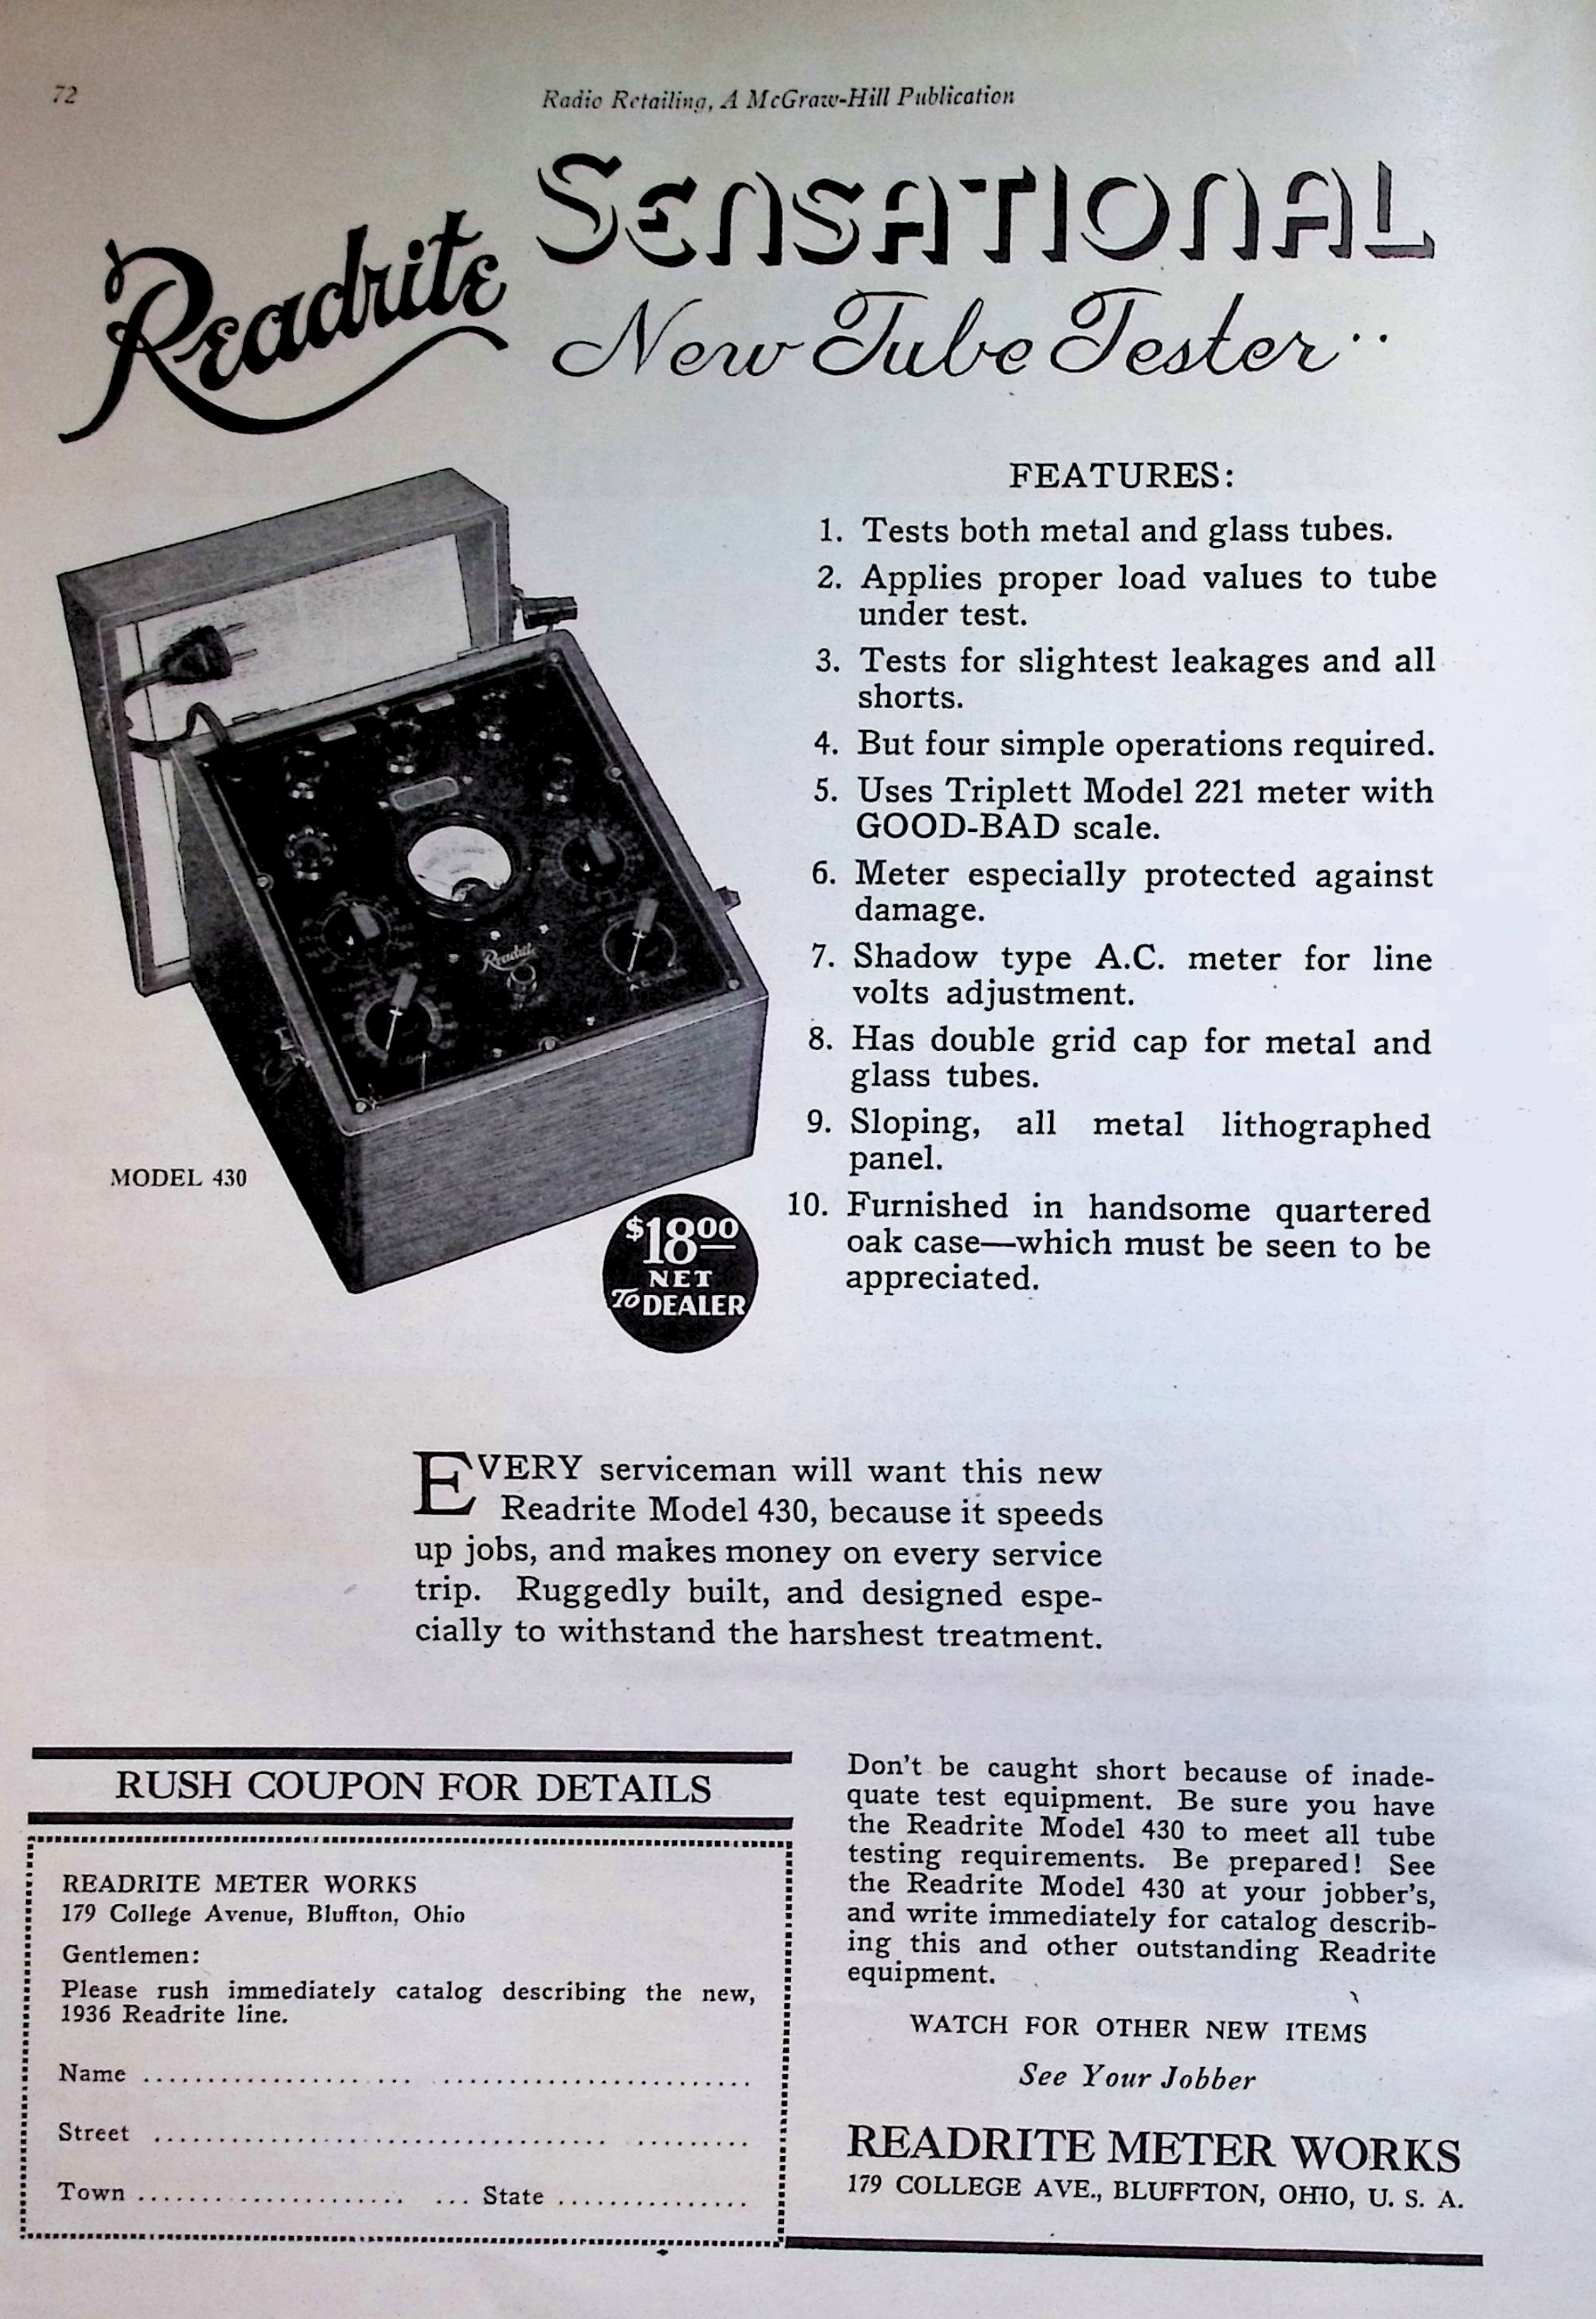 72
Radio Retailing, A McGraw-Hill Publication
Readrite
SENSATIONAL
New Tube Tester..
FEATURES:
1. Tests both metal and glass tubes.
2. Applies proper load values to tube
under test.
3. Tests for slightest leakages and all
shorts.
4. But four simple operations required.
5. Uses Triplett Model 221 meter with
GOOD-BAD scale.
6. Meter especially protected against
damage.
7. Shadow type A.C. meter for line
volts adjustment.
8. Has double grid cap for metal and
glass tubes.
9. Sloping, all metal lithographed
panel.
10. Furnished in handsome quartered
oak case—which must be seen to be
appreciated.
Readrite
MODEL 430
$1800
NET
To DEALER
EVERY serviceman will want this new
Readrite Model 430, because it speeds
up jobs, and makes money on every service
trip. Ruggedly built, and designed espe-
cially to withstand the harshest treatment.
RUSH COUPON FOR DETAILS
READRITE METER WORKS
179 College Avenue, Bluffton, Ohio
Gentlemen:
Please rush immediately catalog describing the new,
1936 Readrite line.
Name ........................................
Street ........................................
Town ........................ State ...............
Don't be caught short because of inade-
quate test equipment. Be sure you have
the Readrite Model 430 to meet all tube
testing requirements. Be prepared! See
the Readrite Model 430 at your jobber's,
and write immediately for catalog describ-
ing this and other outstanding Readrite
equipment.
WATCH FOR OTHER NEW ITEMS
See Your Jobber
READRITE METER WORKS
179 COLLEGE AVE., BLUFFTON, OHIO, U. S. A.